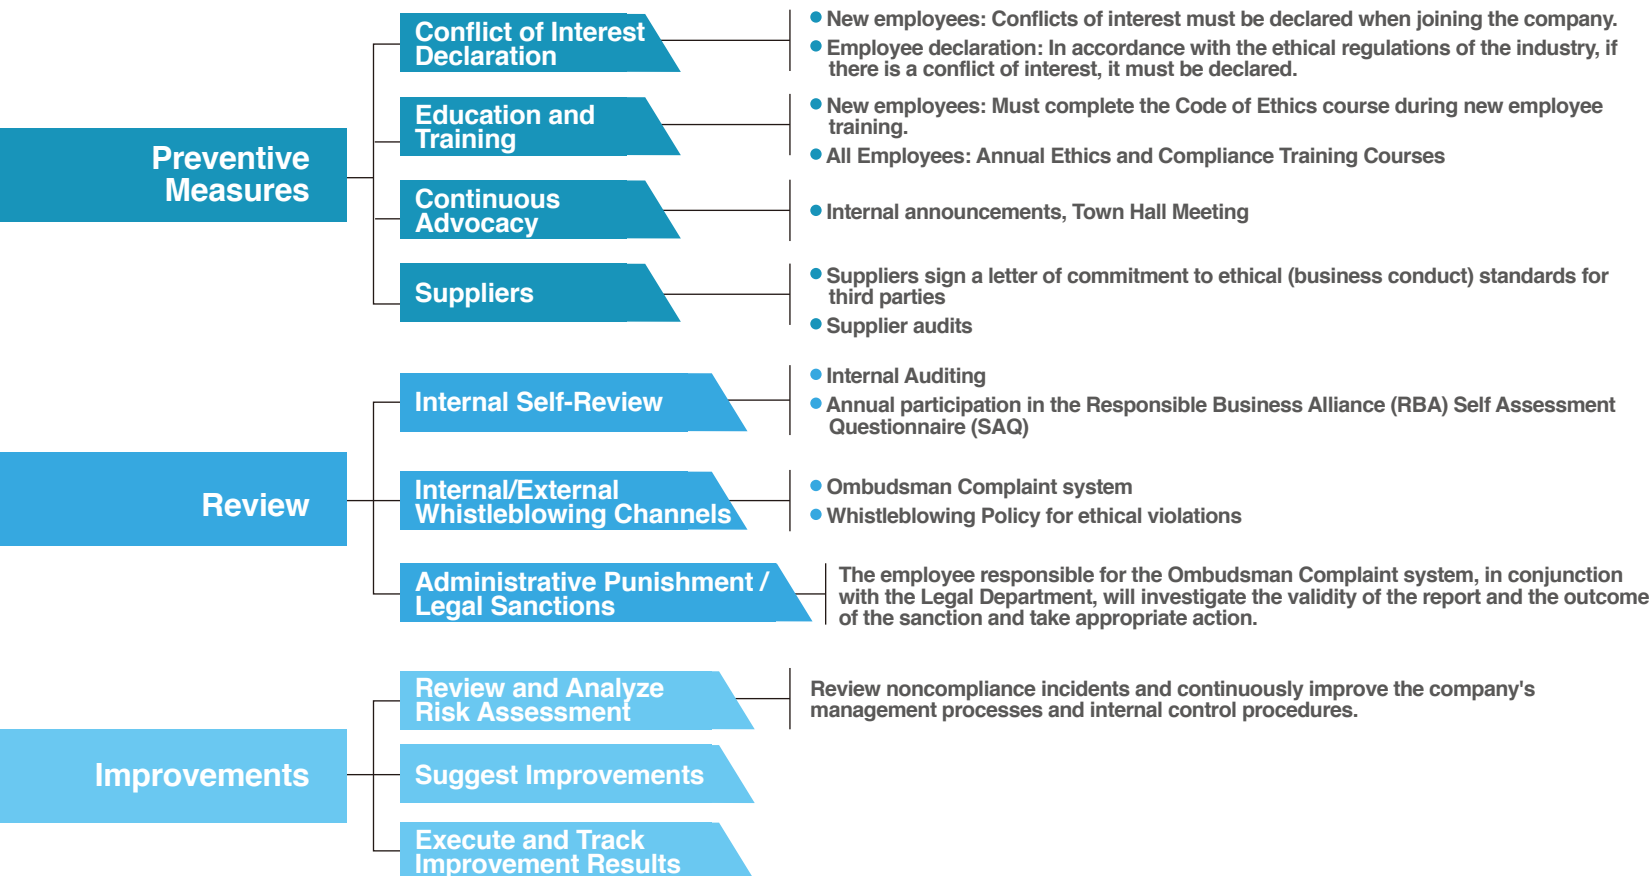 Preventive
Measures
Conflict of Interest
Declaration
New employees: Conflicts of interest must be declared when joining the company.
Employee declaration: In accordance with the ethical regulations of the industry, if
there is a conflict of interest, it must be declared.
Education and
Training
New employees: Must complete the Code of Ethics course during new employee
training.
All Employees: Annual Ethics and Compliance Training Courses
Continuous
Advocacy
Internal announcements, Town Hall Meeting
Suppliers
Suppliers sign a letter of commitment to ethical (business conduct) standards for
third parties
Supplier audits
Review
Internal Self-Review
Internal Auditing
Annual participation in the Responsible Business Alliance (RBA) Self Assessment
Questionnaire (SAQ)
Internal/External
Whistleblowing Channels
Ombudsman Complaint system
Whistleblowing Policy for ethical violations
Administrative Punishment /
Legal Sanctions
The employee responsible for the Ombudsman Complaint system, in conjunction
with the Legal Department, will investigate the validity of the report and the outcome
of the sanction and take appropriate action.
Improvements
Review and Analyze
Risk Assessment
Review noncompliance incidents and continuously improve the company's
management processes and internal control procedures.
Suggest Improvements
Execute and Track
Improvement Results